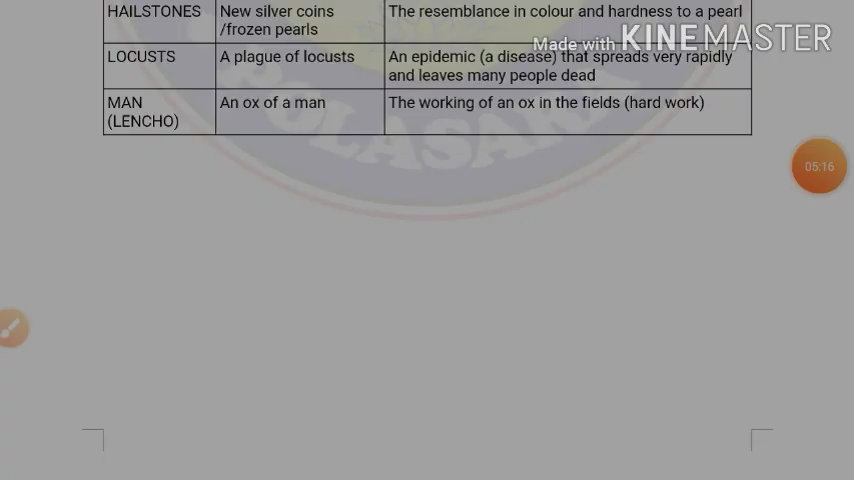 HAILSTONES New silver coins The resemblance in colour and hardness to a pearl
/frozen pearls
Made with KINEMASTER
LOCUSTS A plague of locusts An epidemic (a disease) that spreads very rapidly
and leaves many people dead
MAN An ox of a man The working of an ox in the fields (hard work)
(LENCHO)
POLASARA
05:16